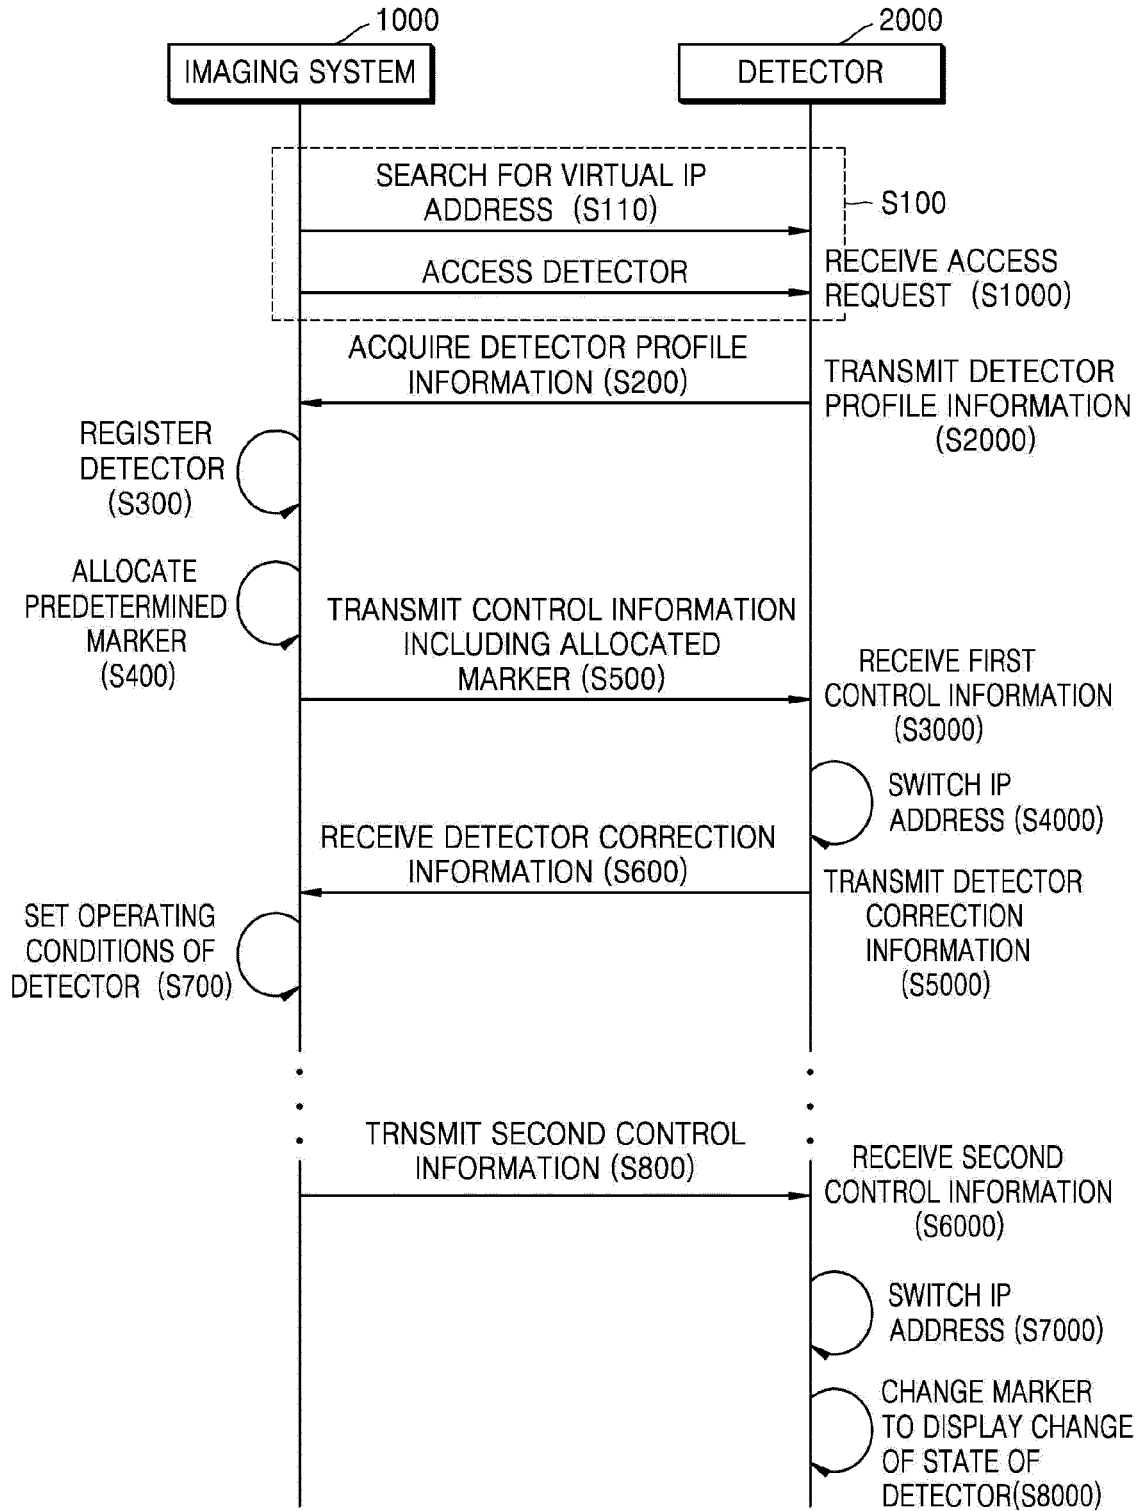 1000
2000
IMAGING SYSTEM
DETECTOR
SEARCH FOR VIRTUAL IP
ADDRESS (S110)
S100
ACCESS DETECTOR
RECEIVE ACCESS
REQUEST (S1000)
ACQUIRE DETECTOR PROFILE
INFORMATION (S200)
TRANSMIT DETECTOR
PROFILE INFORMATION
(S2000)
REGISTER
DETECTOR
(S300)
ALLOCATE
PREDETERMINED
MARKER
(S400)
TRANSMIT CONTROL INFORMATION
INCLUDING ALLOCATED
MARKER (S500)
RECEIVE FIRST
CONTROL INFORMATION
(S3000)
SWITCH IP
ADDRESS (S4000)
RECEIVE DETECTOR CORRECTION
INFORMATION (S600)
TRANSMIT DETECTOR
CORRECTION
INFORMATION
(S5000)
SET OPERATING
CONDITIONS OF
DETECTOR (S700)
TRNSMIT SECOND CONTROL
INFORMATION (S800)
RECEIVE SECOND
CONTROL INFORMATION
(S6000)
SWITCH IP
ADDRESS (S7000)
CHANGE MARKER
TO DISPLAY CHANGE
OF STATE OF
DETECTOR(S8000)